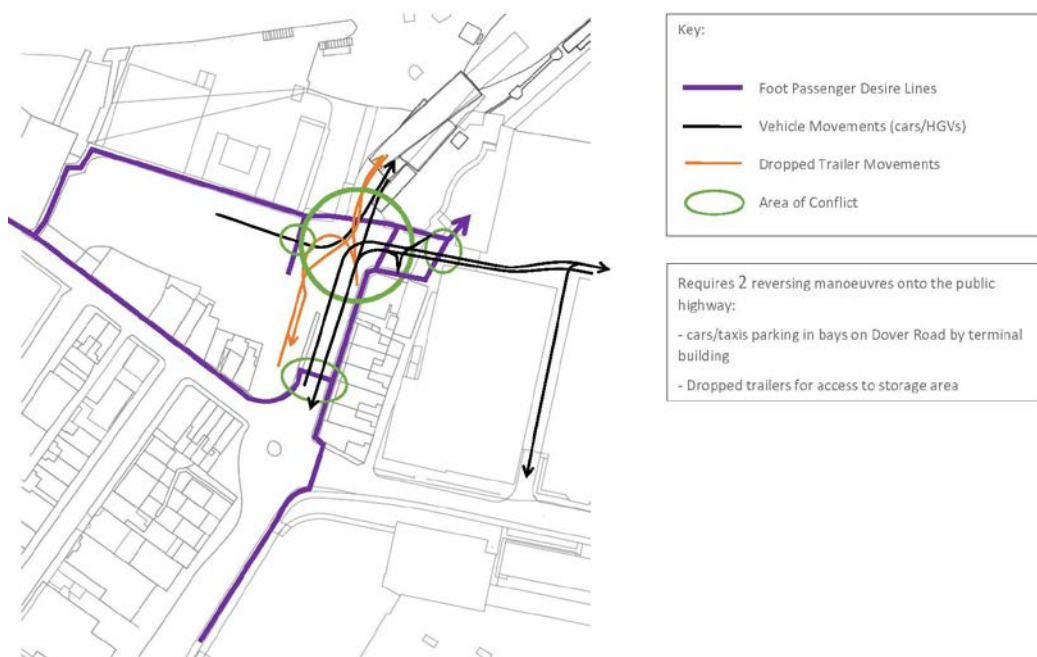 Key:
Foot Passenger Desire Lines
Vehicle Movements (cars/HGVs)
Dropped Trailer Movements
Area of Conflict
Requires 2 reversing manoeuvres onto the public
highway:
- cars/taxis parking in bays on Dover Road by terminal
building
- Dropped trailers for access to storage area